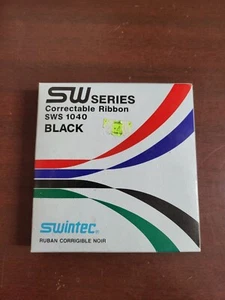 SW SERIES
Correctable Ribbon
SWS 1040
BLACK
swintec®
RUBAN CORRIGIBLE NOIR